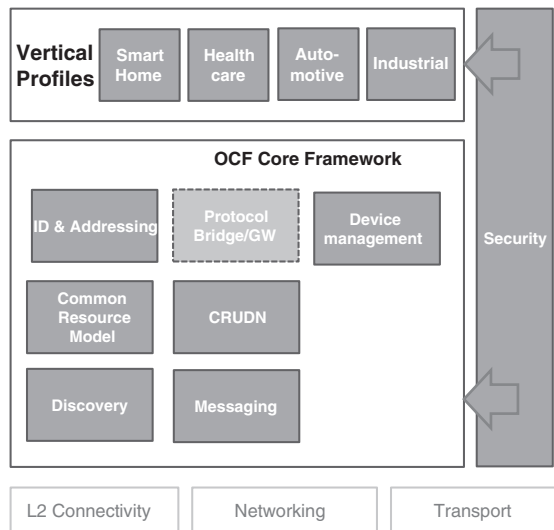 Vertical
Profiles
Smart
Home
Health
care
Auto-
motive
Industrial
OCF Core Framework
ID & Addressing
Protocol
Bridge/GW
Device
management
Security
Common
Resource
Model
CRUDN
Discovery
Messaging
L2 Connectivity
Networking
Transport